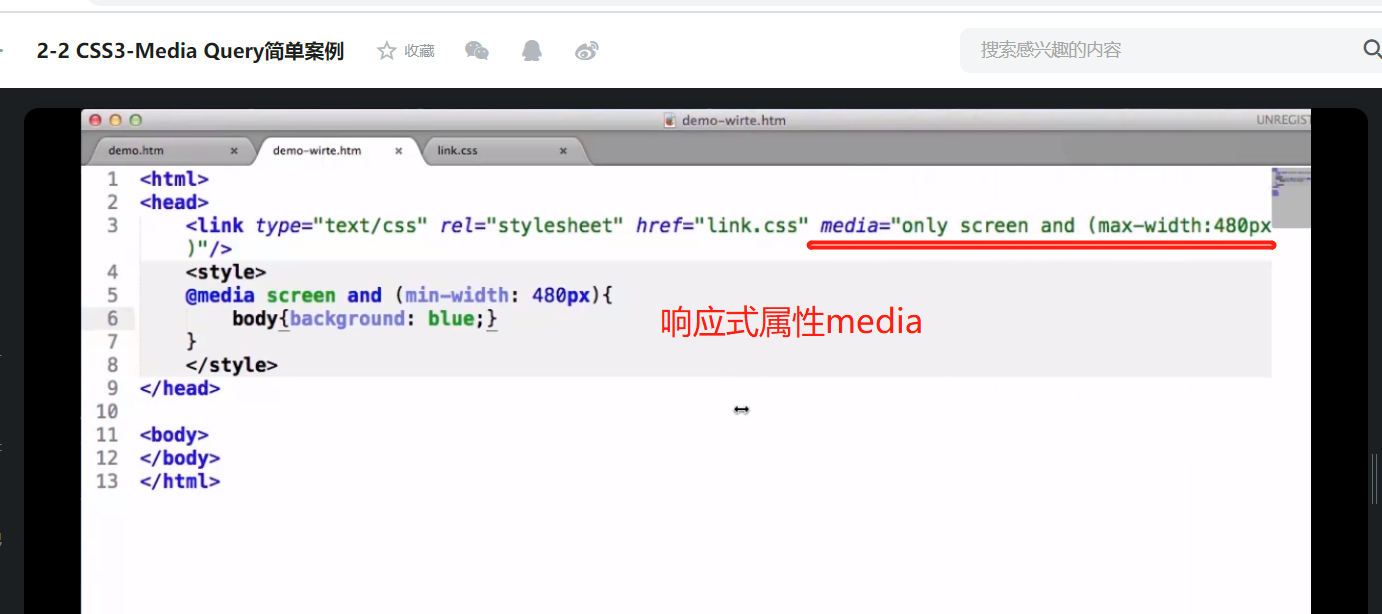 2-2 CSS3-Media Query简单案例
收藏
搜索感兴趣的内容
demo-wirte.htm
UNREGIST
demo.htm
demo-wirte.htm
link.css
1 <html>
2 <head>
3 <link type="text/css" rel="stylesheet" href="link.css" media="only screen and (max-width:480px
)"/>
4 <style>
5 @media screen and (min-width: 480px){
6 body{background: blue;}
7 }
8 </style>
9 </head>
10
11 <body>
12 </body>
13 </html>
响应式属性media